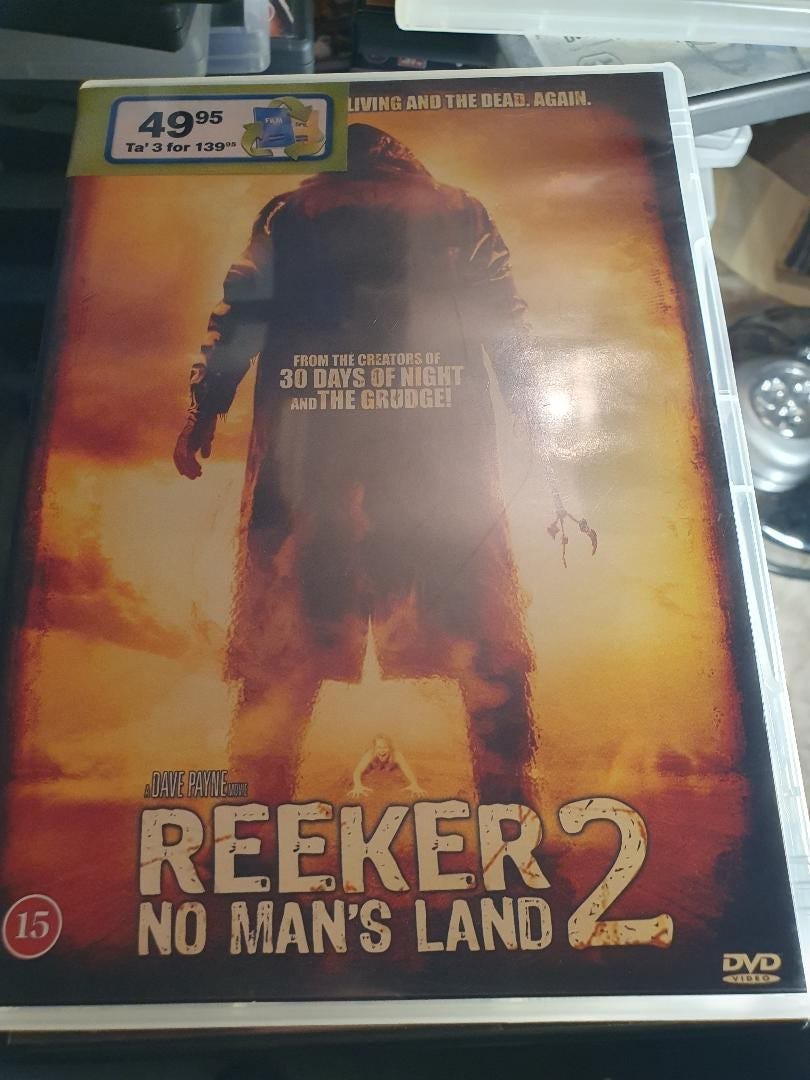 49 95
Ta' 3 for 139 95
FILM
LIVING AND THE DEAD. AGAIN.
FROM THE CREATORS OF
30 DAYS OF NIGHT
AND THE GRUDGE!
A DAVE PAYNE MOVIE
REEKER 2
NO MAN'S LAND
15
DVD
VIDEO